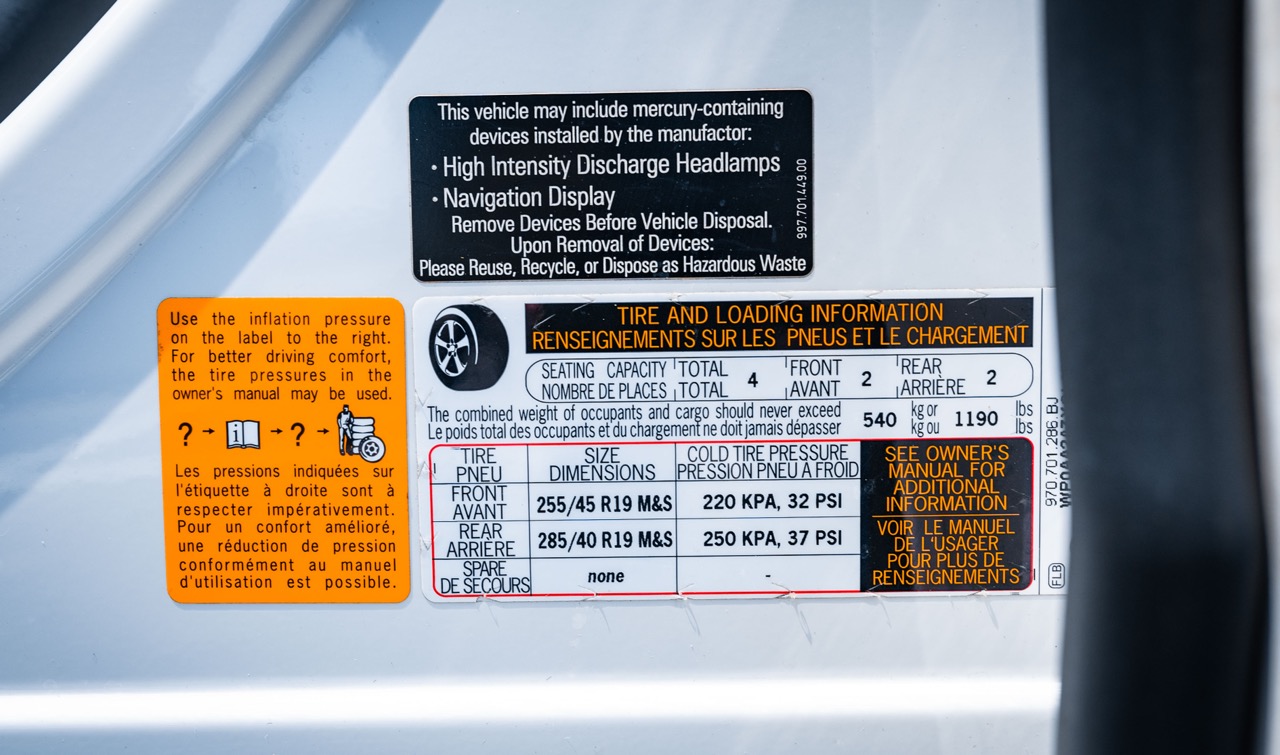 This vehicle may include mercury-containing
devices installed by the manufactor:
· High Intensity Discharge Headlamps
· Navigation Display
Remove Devices Before Vehicle Disposal.
Upon Removal of Devices:
Please Reuse, Recycle, or Dispose as Hazardous Waste
997.701.449.00
Use the inflation pressure
on the label to the right.
For better driving comfort,
the tire pressures in the
owner's manual may be used.
? → i → ? →
Les pressions indiquées sur
l'étiquette à droite sont à
respecter impérativement.
Pour un confort amélioré,
une réduction de pression
conformément au manuel
d'utilisation est possible.
TIRE AND LOADING INFORMATION
RENSEIGNEMENTS SUR LES PNEUS ET LE CHARGEMENT
SEATING CAPACITY TOTAL 4 FRONT 2 REAR 2
NOMBRE DE PLACES TOTAL AVANT ARRIÈRE
The combined weight of occupants and cargo should never exceed 540 kg or 1190 lbs
Le poids total des occupants et du chargement ne doit jamais dépasser kg ou lbs
TIRE SIZE COLD TIRE PRESSURE
PNEU DIMENSIONS PRESSION PNEU A FROID
FRONT
AVANT 255/45 R19 M&S 220 KPA, 32 PSI
REAR
ARRIÈRE 285/40 R19 M&S 250 KPA, 37 PSI
SPARE
DE SECOURS none -
SEE OWNER'S
MANUAL FOR
ADDITIONAL
INFORMATION
VOIR LE MANUEL
DE L'USAGER
POUR PLUS DE
RENSEIGNEMENTS
970.701.286.BJ
FLB